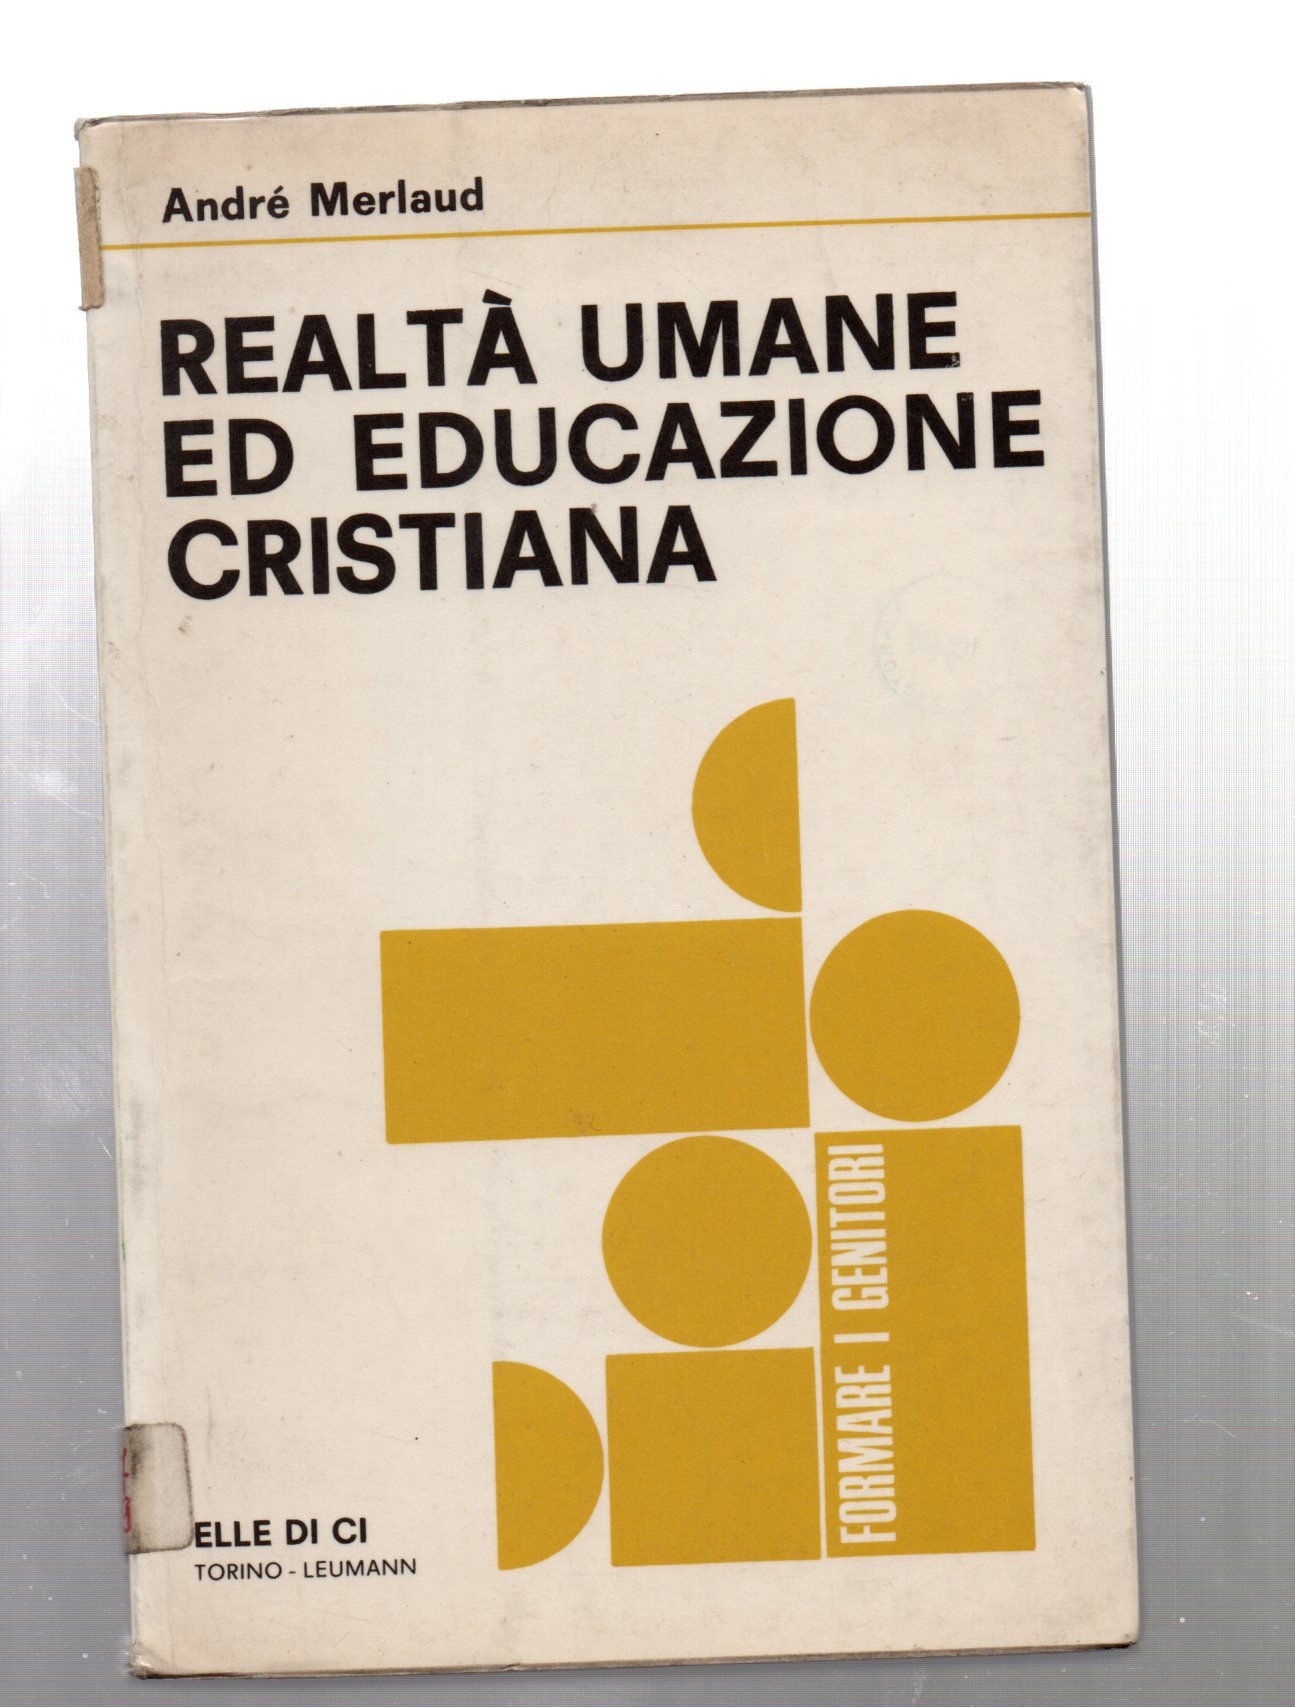 André Merlaud
REALTÀ UMANE
ED EDUCAZIONE
CRISTIANA
FORMARE I GENITORI
ELLE DI CI
TORINO - LEUMANN